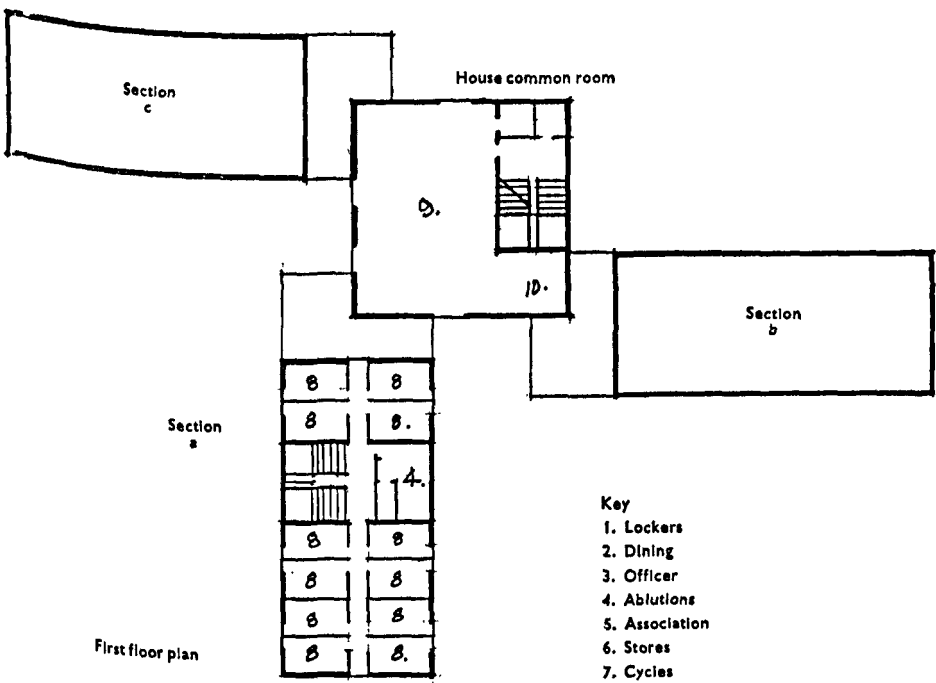 House common room
Section
c
9.
10.
Section
b
8 8
8 8.
Section
a
4.
8 8
8 8
8 8
8 8.
First floor plan
Key
1. Lockers
2. Dining
3. Officer
4. Ablutions
5. Association
6. Stores
7. Cycles